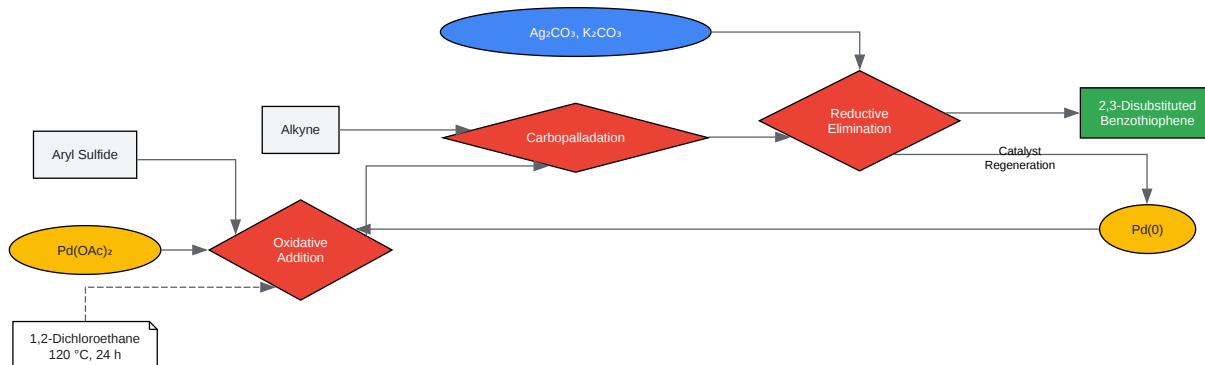 Ag₂CO₃, K₂CO₃
Reductive
Elimination
2,3-Disubstituted
Benzothiophene
Alkyne
Carbopalladation
Aryl Sulfide
Catalyst
Regeneration
Pd(OAc)₂
Oxidative
Addition
Pd(0)
1,2-Dichloroethane
120 °C, 24 h